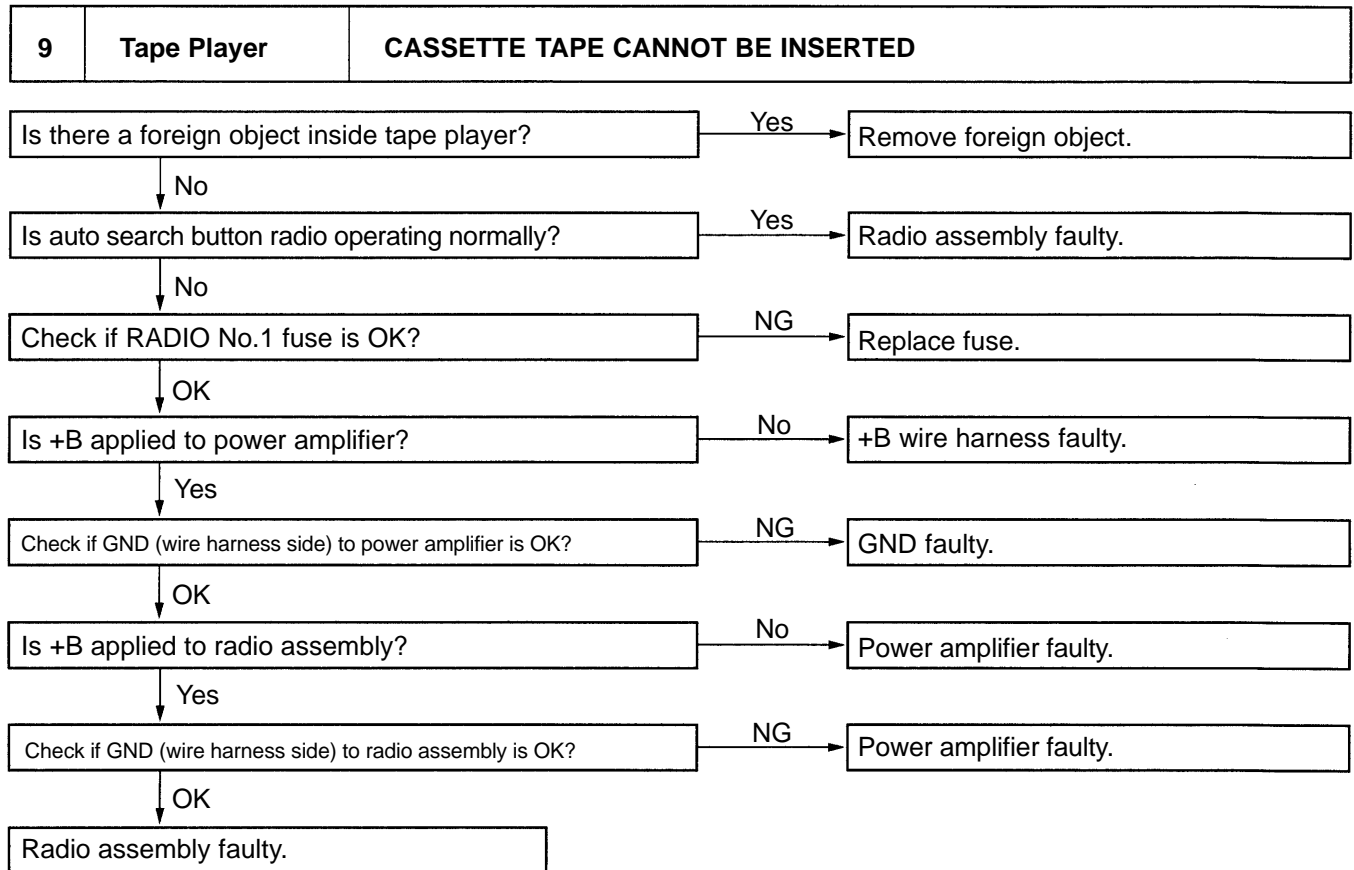 9 Tape Player CASSETTE TAPE CANNOT BE INSERTED
Is there a foreign object inside tape player? Yes Remove foreign object.
No
Is auto search button radio operating normally? Yes Radio assembly faulty.
No
Check if RADIO No.1 fuse is OK? NG Replace fuse.
OK
Is +B applied to power amplifier? No +B wire harness faulty.
Yes
Check if GND (wire harness side) to power amplifier is OK? NG GND faulty.
OK
Is +B applied to radio assembly? No Power amplifier faulty.
Yes
Check if GND (wire harness side) to radio assembly is OK? NG Power amplifier faulty.
OK
Radio assembly faulty.